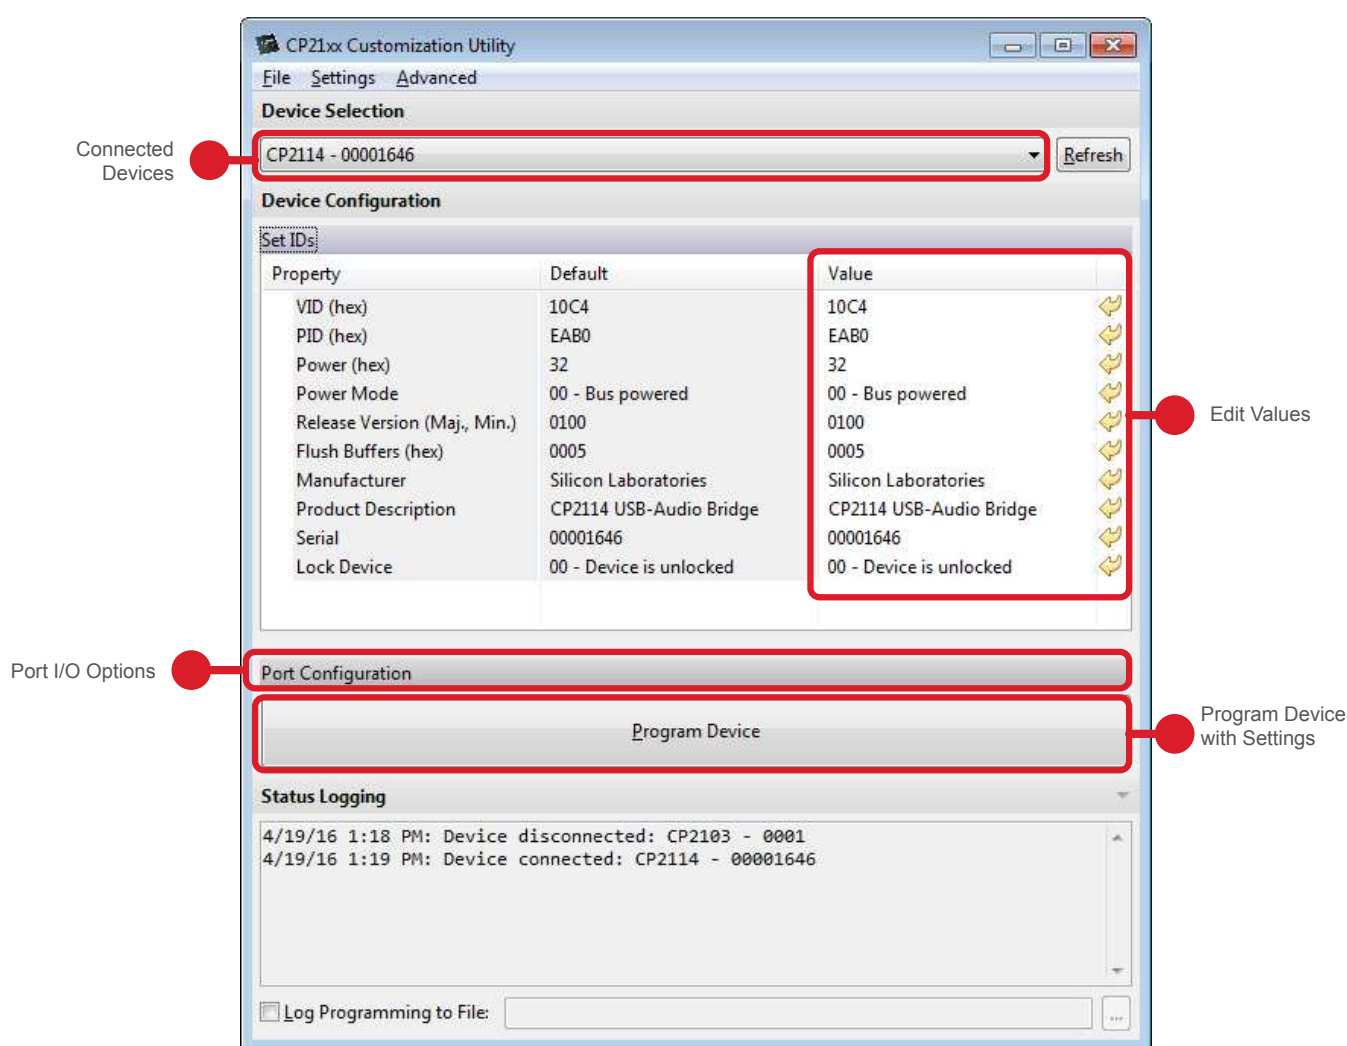 CP21xx Customization Utility
File Settings Advanced
Device Selection
Connected
Devices
CP2114 - 00001646
Refresh
Device Configuration
Set IDs
Property Default Value
VID (hex) 10C4 10C4
PID (hex) EAB0 EAB0
Power (hex) 32 32
Power Mode 00 - Bus powered 00 - Bus powered
Release Version (Maj., Min.) 0100 0100
Flush Buffers (hex) 0005 0005
Manufacturer Silicon Laboratories Silicon Laboratories
Product Description CP2114 USB-Audio Bridge CP2114 USB-Audio Bridge
Serial 00001646 00001646
Lock Device 00 - Device is unlocked 00 - Device is unlocked
Edit Values
Port I/O Options
Port Configuration
Program Device
Program Device
with Settings
Status Logging
4/19/16 1:18 PM: Device disconnected: CP2103 - 0001
4/19/16 1:19 PM: Device connected: CP2114 - 00001646
Log Programming to File:
...